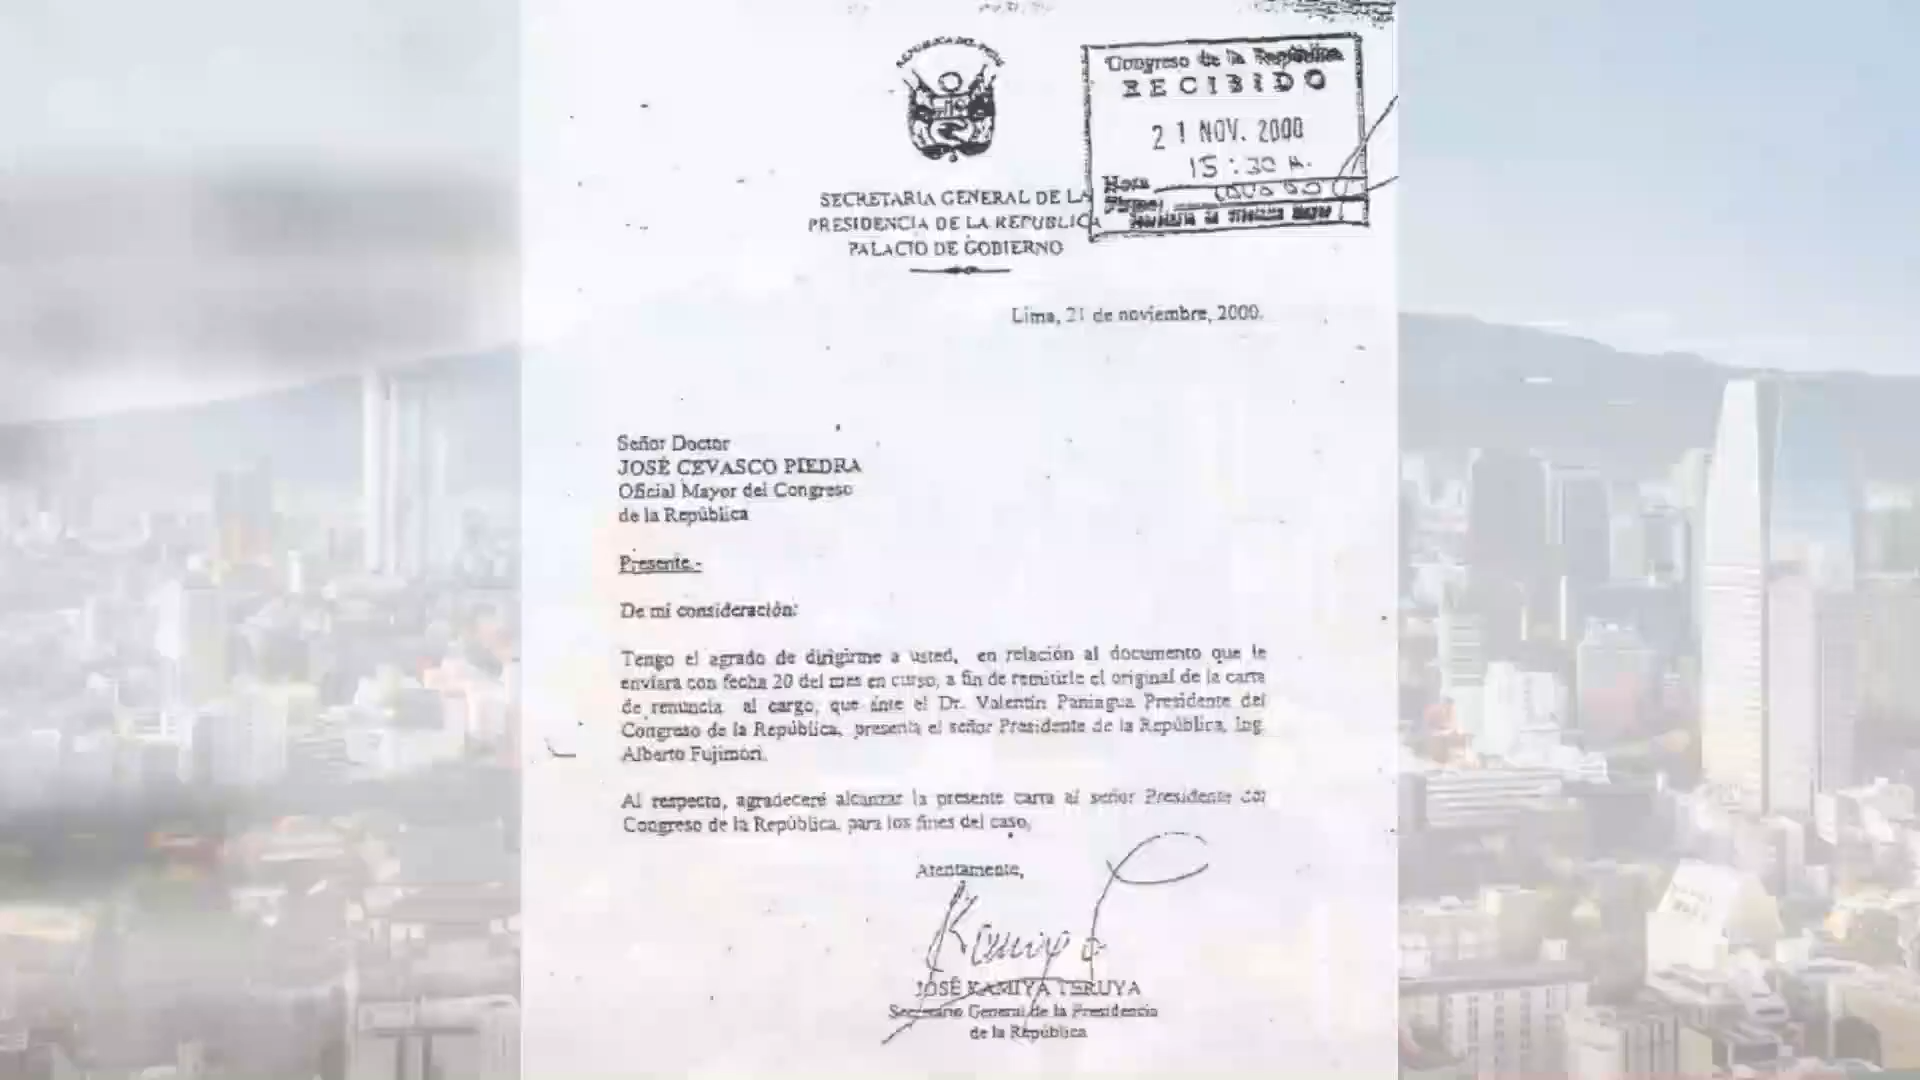 REPUBLICA DEL PERU
Congreso de la República
RECIBIDO
21 NOV. 2000
15:30 H.
Hora
Firma
SECRETARIA GENERAL DE LA
PRESIDENCIA DE LA REPUBLICA
PALACIO DE GOBIERNO
Lima, 21 de noviembre, 2000.
Señor Doctor
JOSÉ CEVASCO PIEDRA
Oficial Mayor del Congreso
de la República
Presente.-
De mi consideración:
Tengo el agrado de dirigirme a usted, en relación al documento que le
enviara con fecha 20 del mes en curso, a fin de remitirle el original de la carta
de renuncia al cargo, que ante el Dr. Valentín Paniagua Presidente del
Congreso de la República, presenta el señor Presidente de la República, Ing.
Alberto Fujimori.
Al respecto, agradeceré alcanzar la presente carta al señor Presidente del
Congreso de la República, para los fines del caso.
Atentamente,
JOSÉ KAMIYA TERUYA
Secretario General de la Presidencia
de la República